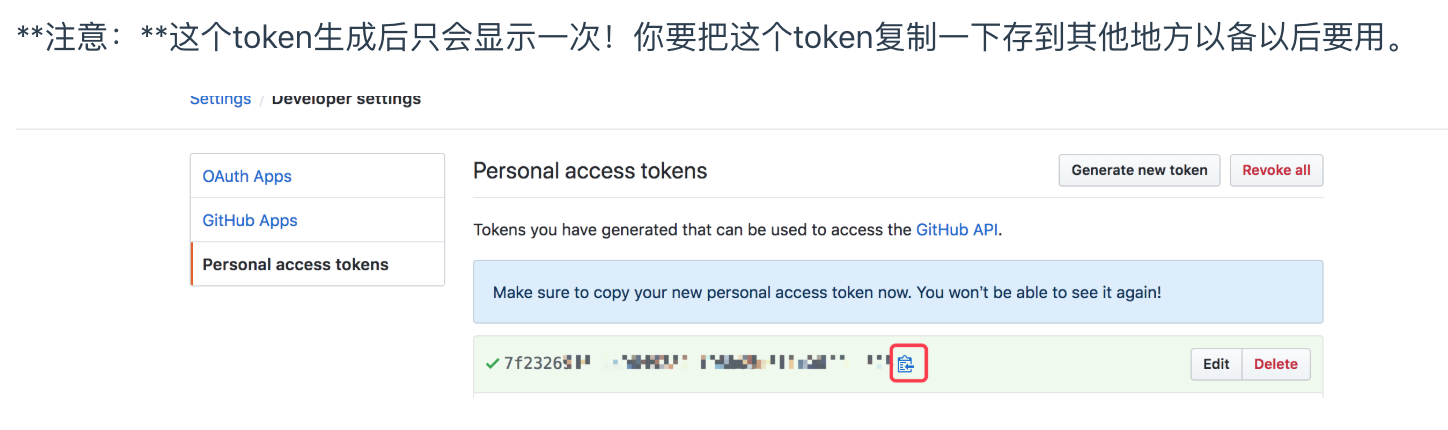 **注意：**这个token生成后只会显示一次！你要把这个token复制一下存到其他地方以备以后要用。
Settings / Developer settings
OAuth Apps
GitHub Apps
Personal access tokens
Personal access tokens
Generate new token
Revoke all
Tokens you have generated that can be used to access the GitHub API.
Make sure to copy your new personal access token now. You won't be able to see it again!
7f2326
Edit
Delete